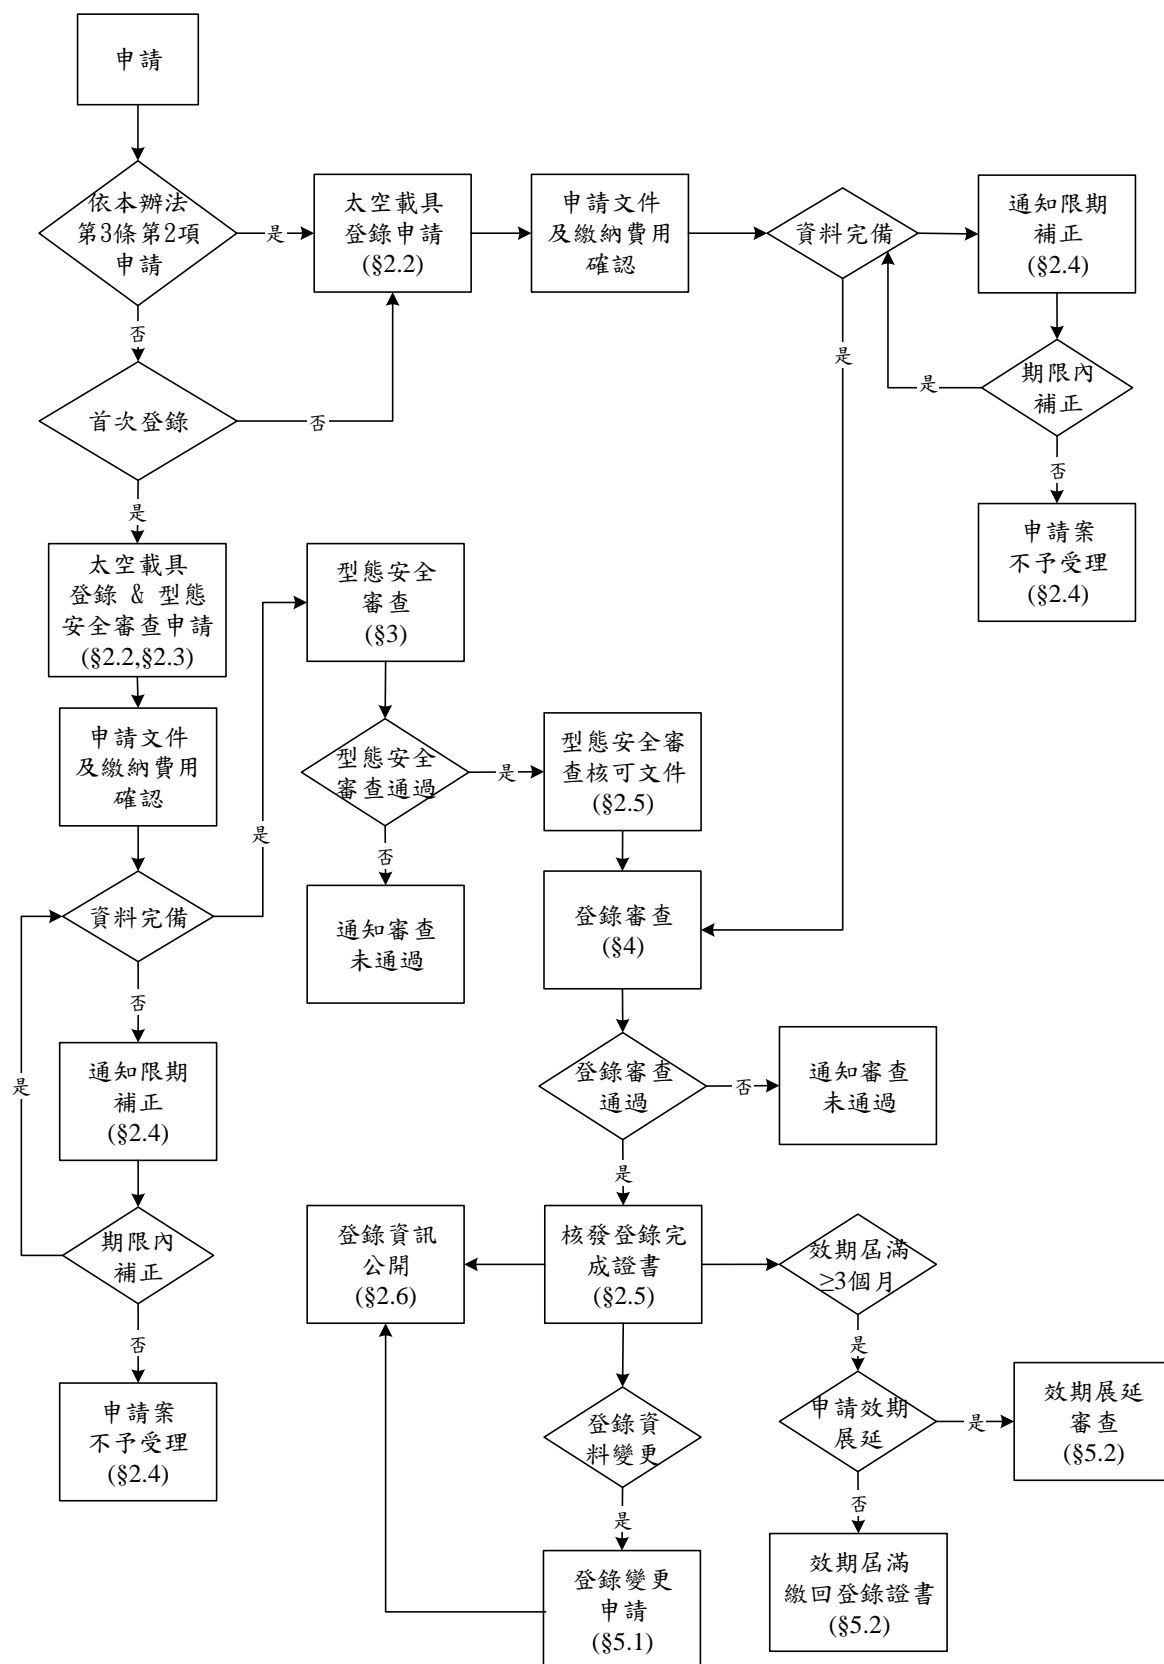 申請
依本辦法
第3條第2項
申請
是
太空載具
登錄申請
(§2.2)
申請文件
及繳納費用
確認
資料完備
通知限期
補正
(§2.4)
否
是
首次登錄
否
是
期限內
補正
否
申請案
不予受理
(§2.4)
是
太空載具
登錄 & 型態
安全審查申請
(§2.2,§2.3)
型態安全
審查
(§3)
申請文件
及繳納費用
確認
型態安全
審查通過
是
型態安全審
查核可文件
(§2.5)
是
否
資料完備
通知審查
未通過
登錄審查
(§4)
否
通知限期
補正
(§2.4)
是
登錄審查
通過
否
通知審查
未通過
是
期限內
補正
登錄資訊
公開
(§2.6)
核發登錄完
成證書
(§2.5)
效期屆滿
≥3個月
否
是
申請案
不予受理
(§2.4)
登錄資
料變更
申請效期
展延
是
效期展延
審查
(§5.2)
是
否
登錄變更
申請
(§5.1)
效期屆滿
繳回登錄證書
(§5.2)